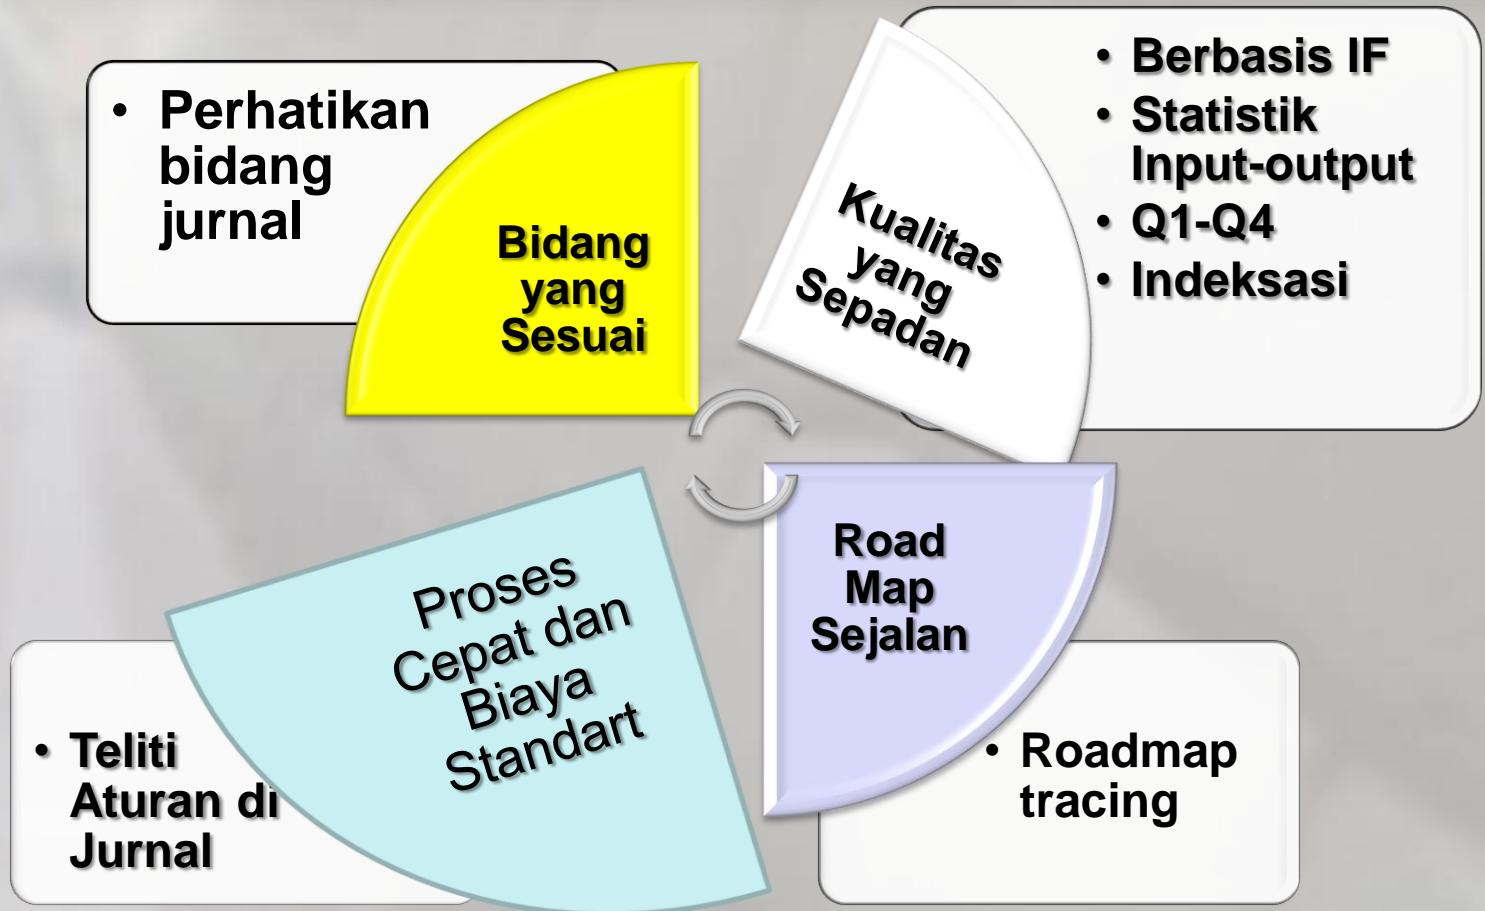 • Perhatikan
bidang
jurnal
Bidang
yang
Sesuai
Kualitas
yang
Sepadan
• Berbasis IF
• Statistik
Input-output
• Q1-Q4
• Indeksasi
Proses
Cepat dan
Biaya
Standart
• Teliti
Aturan di
Jurnal
Road
Map
Sejalan
• Roadmap
tracing